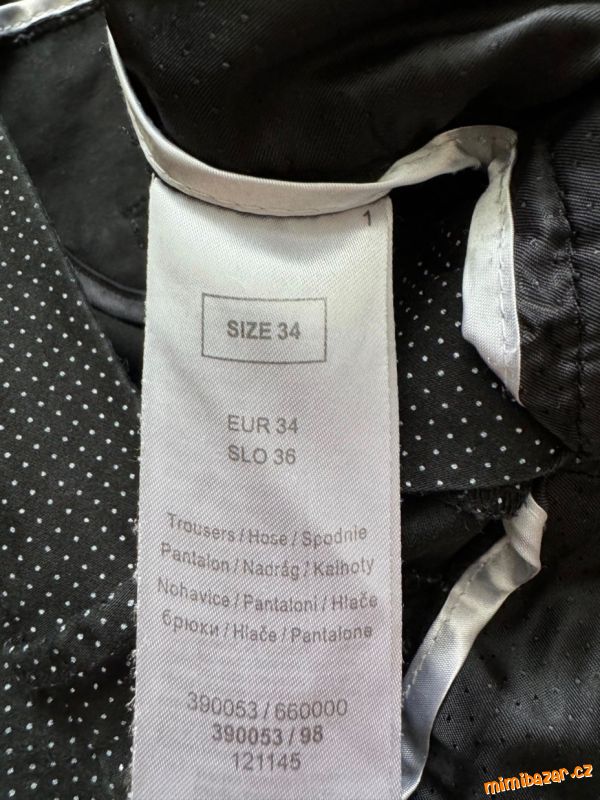 1
SIZE 34
EUR 34
SLO 36
Trousers / Hose / Spodnie
Pantalon / Nadrág / Kalhoty
Nohavice / Pantaloni / Hlače
брюки / Hlače / Pantalone
390053 / 660000
390053 / 98
121145
mimibazar.cz